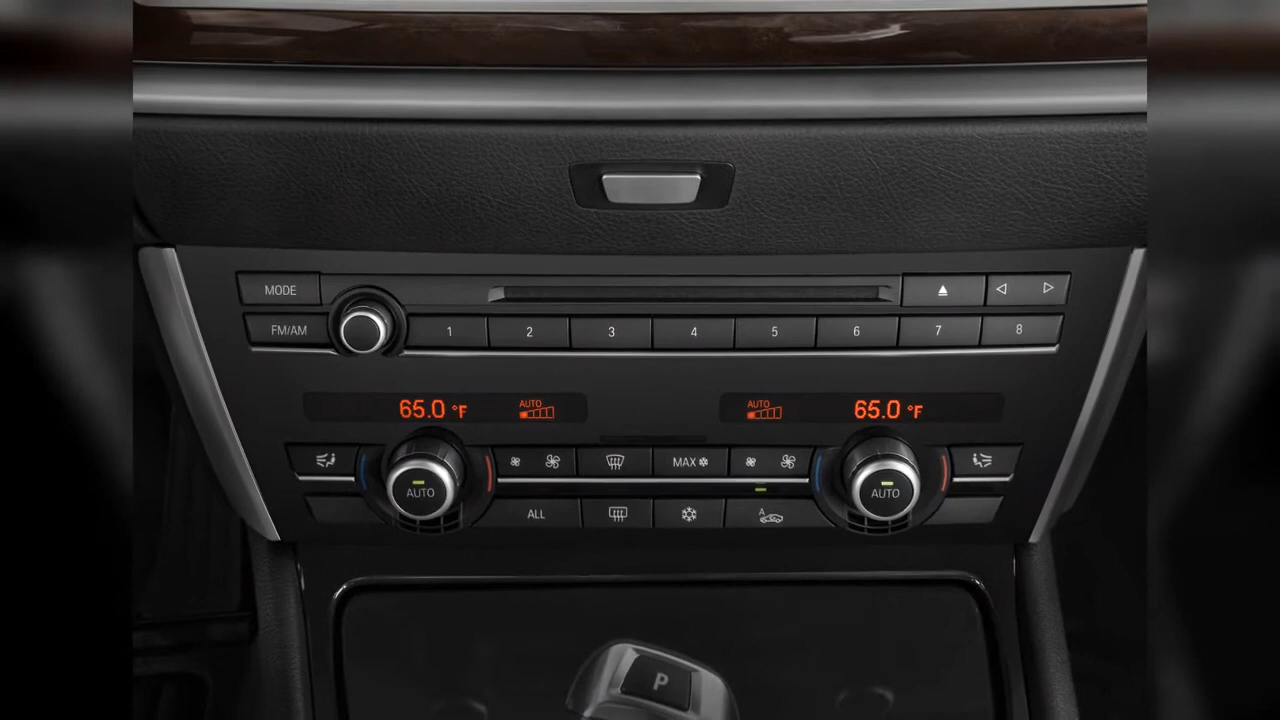 MODE
FM/AM 1 2 3 4 5 6 7 8
65.0 °F AUTO AUTO 65.0 °F
MAX
AUTO AUTO
ALL A
P